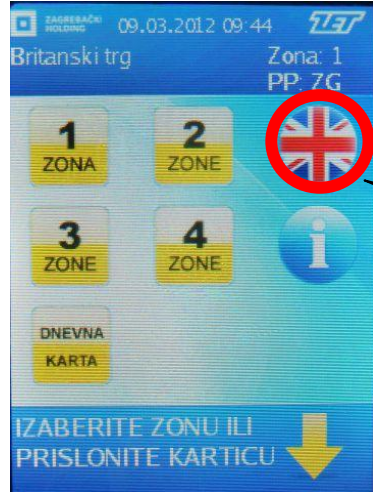 ZAGREBAČKI
HOLDING
09.03.2012 09:44
ZET
Britanski trg
Zona: 1
PP: ZG
1
ZONA
2
ZONE
3
ZONE
4
ZONE
i
DNEVNA
KARTA
IZABERITE ZONU ILI
PRISLONITE KARTICU